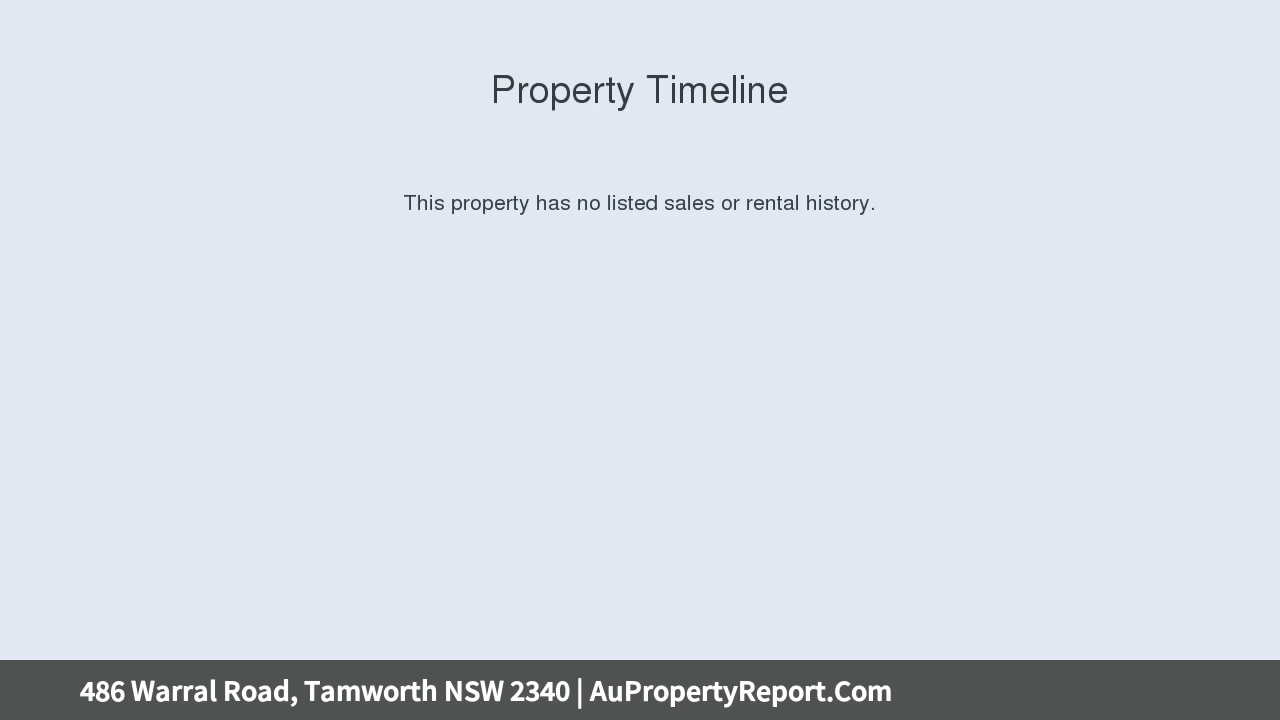 Property Timeline
This property has no listed sales or rental history.
486 Warral Road, Tamworth NSW 2340 | AuPropertyReport.Com